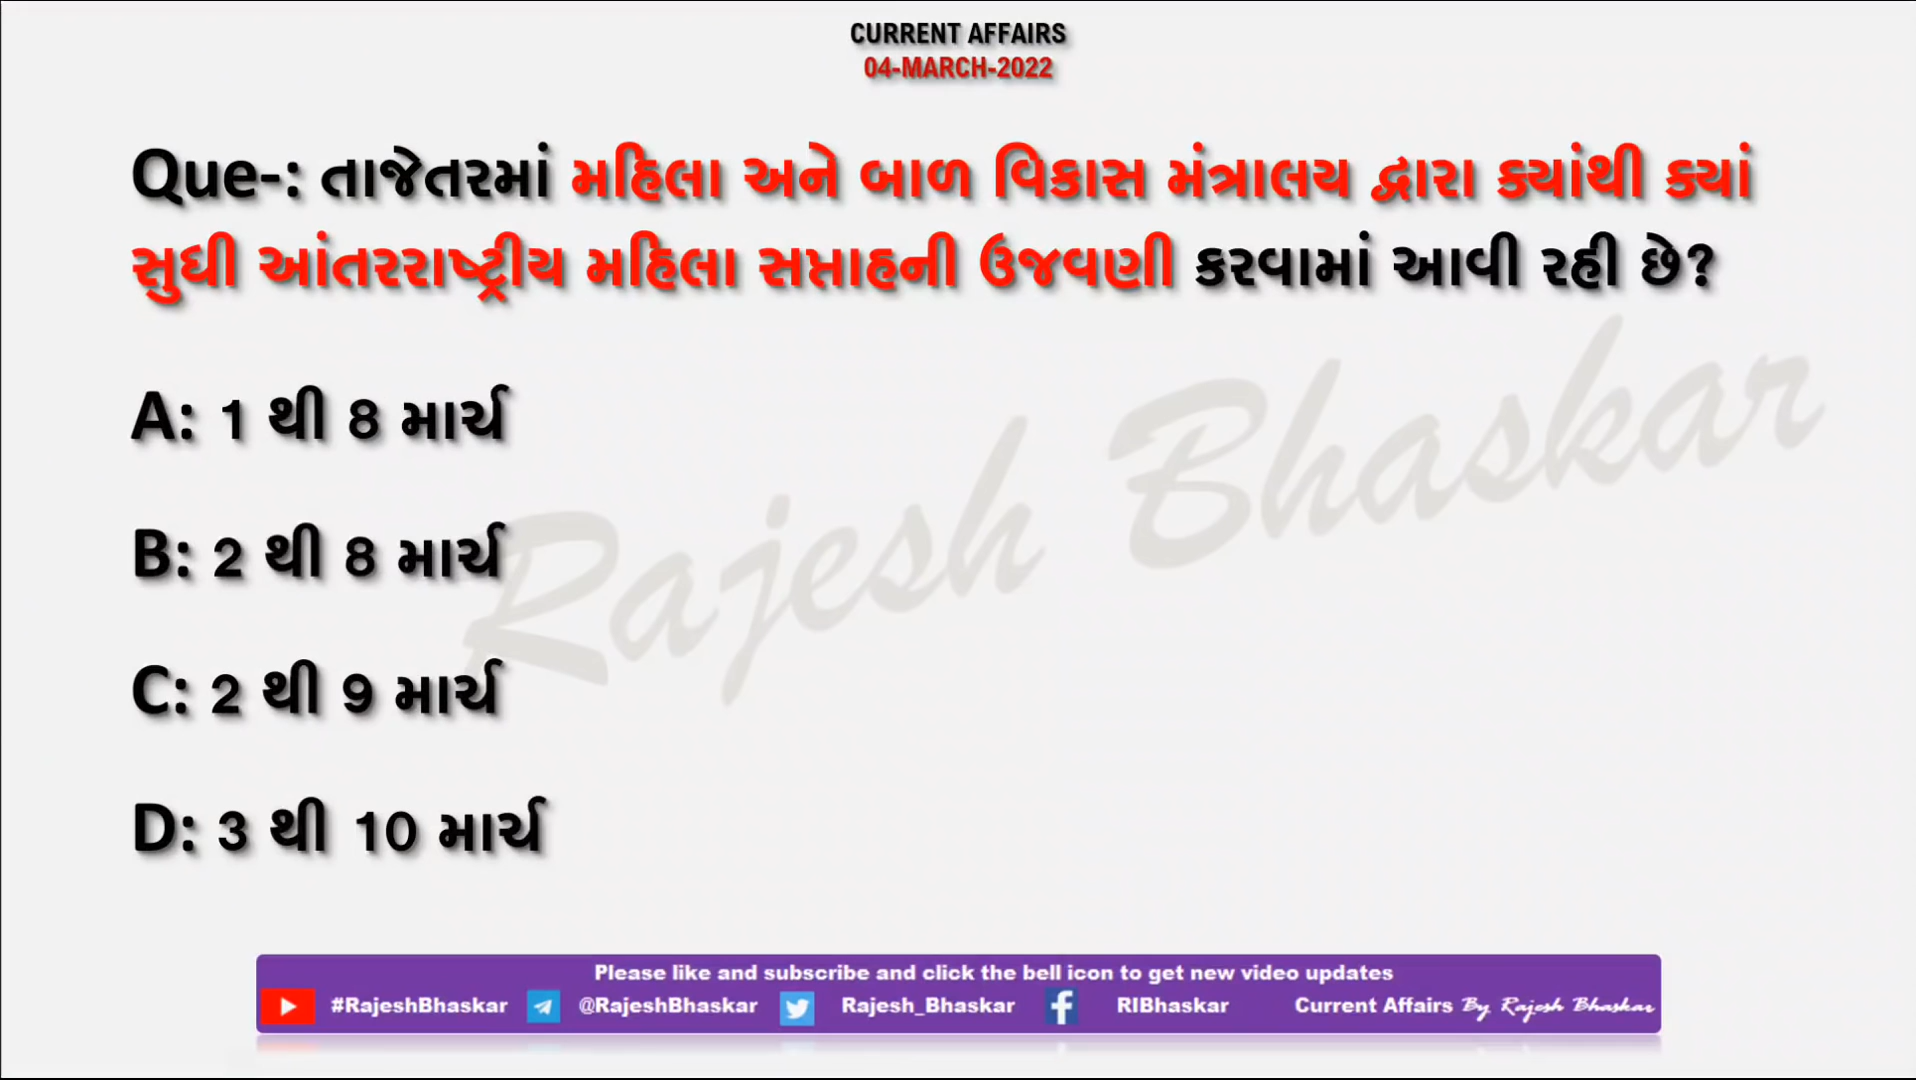 CURRENT AFFAIRS
04-MARCH-2022
Que-: તાજેતરમાં મહિલા અને બાળ વિકાસ મંત્રાલય દ્વારા ક્યાંથી ક્યાં
સુધી આંતરરાષ્ટ્રીય મહિલા સપ્તાહની ઉજવણી કરવામાં આવી રહી છે?
Rajesh Bhaskar
A: 1 થી 8 માર્ચ
B: 2 થી 8 માર્ચ
C: 2 થી 9 માર્ચ
D: 3 થી 10 માર્ચ
Please like and subscribe and click the bell icon to get new video updates
#RajeshBhaskar @RajeshBhaskar Rajesh_Bhaskar RIBhaskar Current Affairs By Rajesh Bhaskar